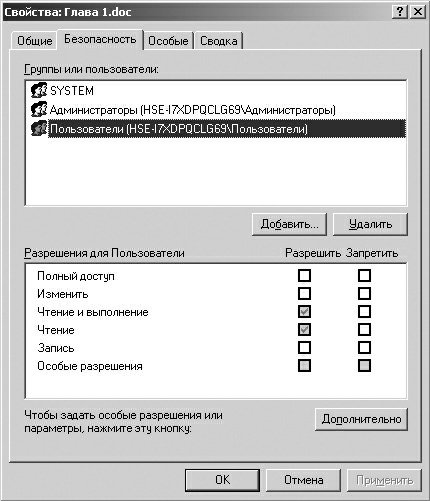 Свойства: Глава 1.doc
Общие Безопасность Особые Сводка
Группы или пользователи:
SYSTEM
Администраторы (HSE-I7XDPQCLG69\Администраторы)
Пользователи (HSE-I7XDPQCLG69\Пользователи)
Добавить... Удалить
Разрешения для Пользователи Разрешить Запретить
Полный доступ
Изменить
Чтение и выполнение
Чтение
Запись
Особые разрешения
Чтобы задать особые разрешения или
параметры, нажмите эту кнопку:
Дополнительно
OK Отмена Применить